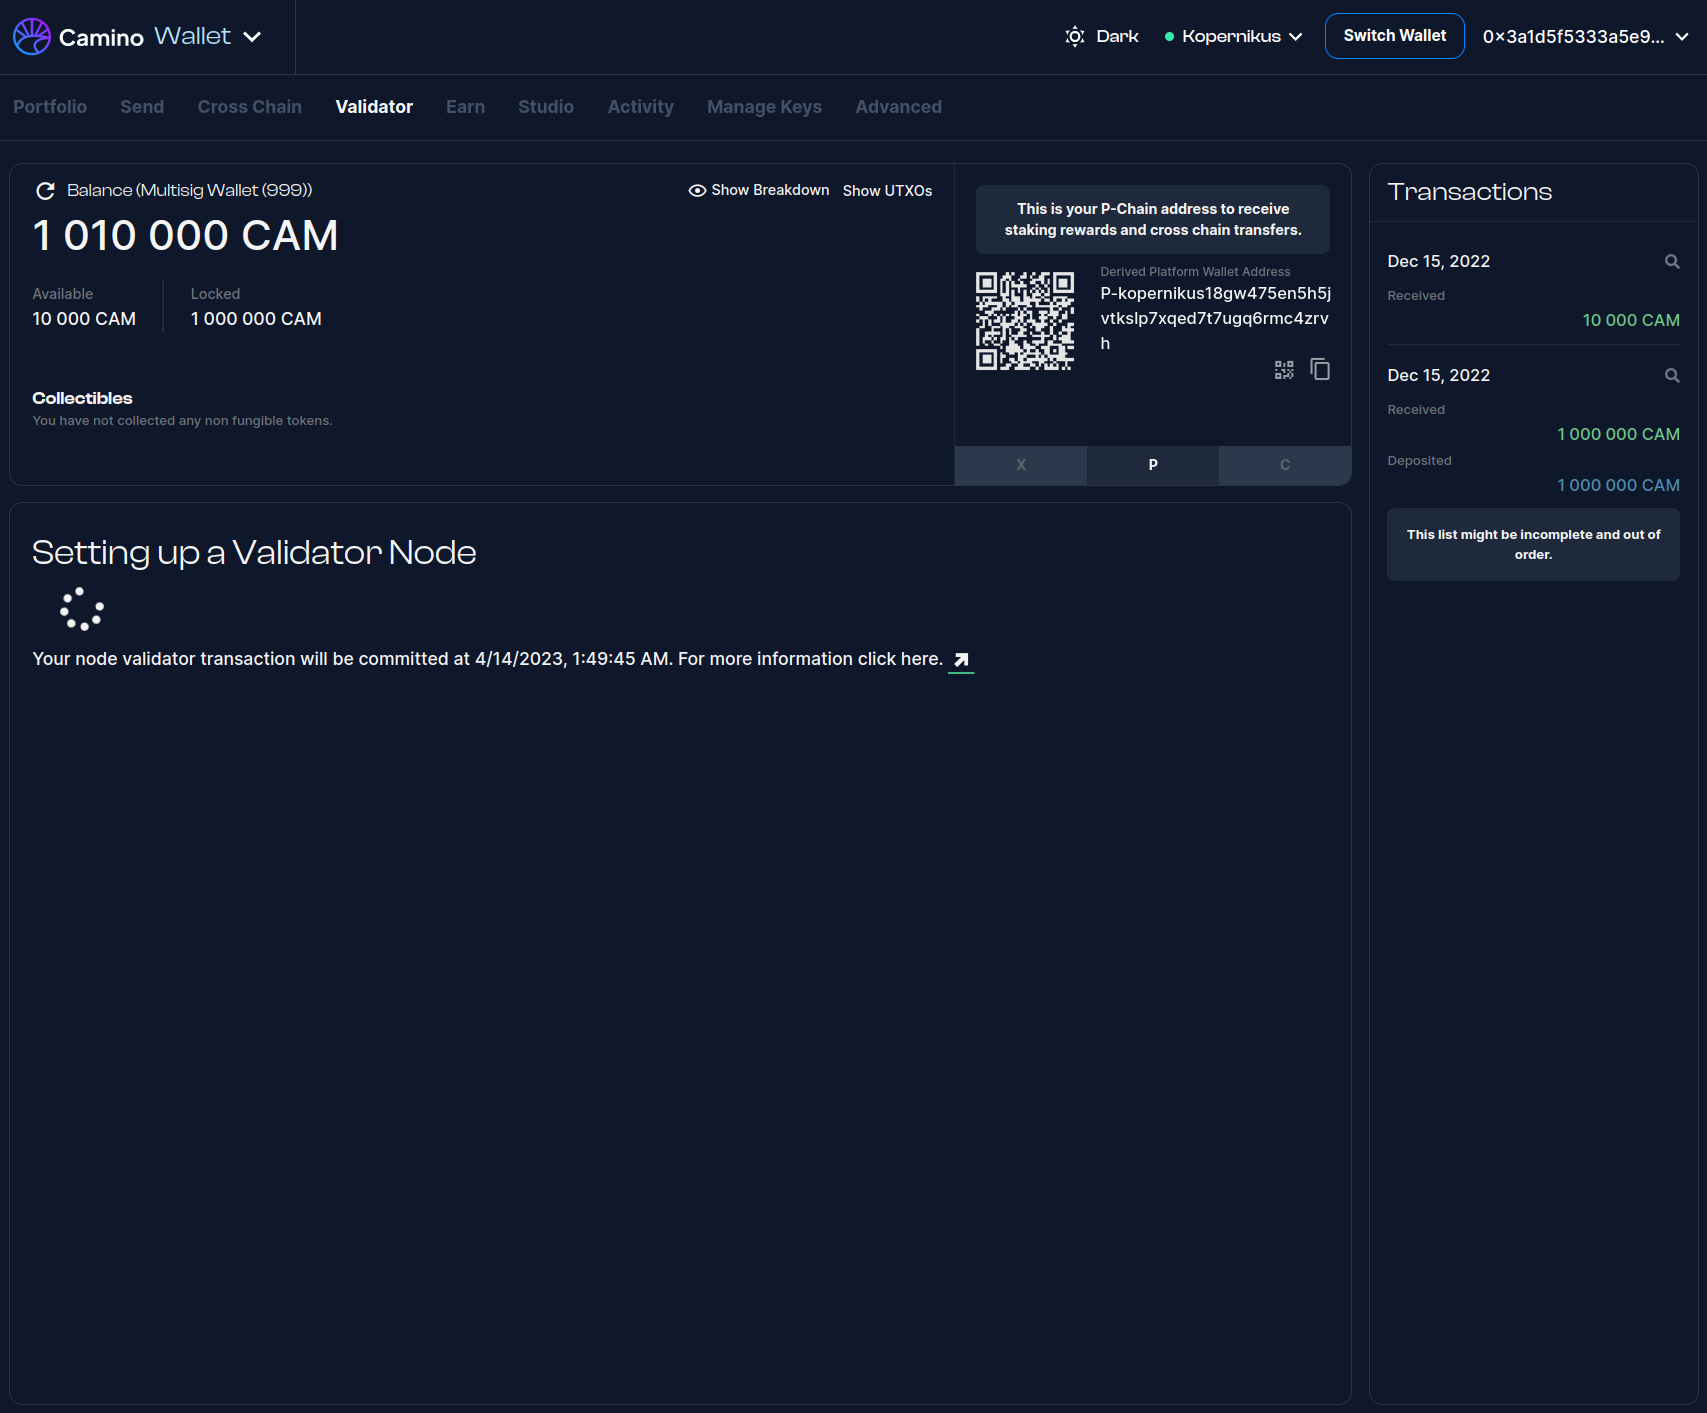 Camino Wallet
Dark
Kopernikus
Switch Wallet
0×3a1d5f5333a5e9...
Portfolio Send Cross Chain Validator Earn Studio Activity Manage Keys Advanced
Balance (Multisig Wallet (999))
Show Breakdown Show UTXOs
1 010 000 CAM
Available
10 000 CAM
Locked
1 000 000 CAM
Collectibles
You have not collected any non fungible tokens.
This is your P-Chain address to receive
staking rewards and cross chain transfers.
Derived Platform Wallet Address
P-kopernikus18gw475en5h5j
vtkslp7xqed7t7ugq6rmc4zrv
h
X P C
Transactions
Dec 15, 2022
Received
10 000 CAM
Dec 15, 2022
Received
1 000 000 CAM
Deposited
1 000 000 CAM
This list might be incomplete and out of
order.
Setting up a Validator Node
Your node validator transaction will be committed at 4/14/2023, 1:49:45 AM. For more information click here.